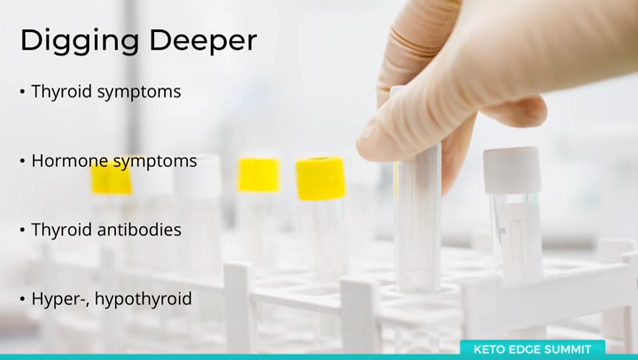 Digging Deeper
• Thyroid symptoms
• Hormone symptoms
• Thyroid antibodies
• Hyper-, hypothyroid
KETO EDGE SUMMIT